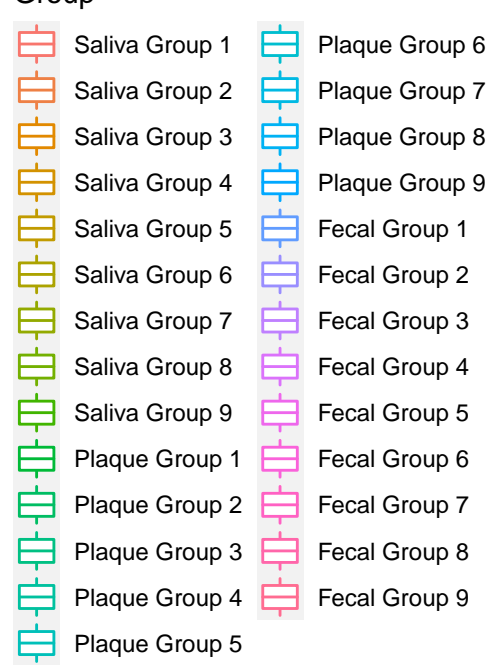 Group
Saliva Group 1
Saliva Group 2
Saliva Group 3
Saliva Group 4
Saliva Group 5
Saliva Group 6
Saliva Group 7
Saliva Group 8
Saliva Group 9
Plaque Group 1
Plaque Group 2
Plaque Group 3
Plaque Group 4
Plaque Group 5
Plaque Group 6
Plaque Group 7
Plaque Group 8
Plaque Group 9
Fecal Group 1
Fecal Group 2
Fecal Group 3
Fecal Group 4
Fecal Group 5
Fecal Group 6
Fecal Group 7
Fecal Group 8
Fecal Group 9